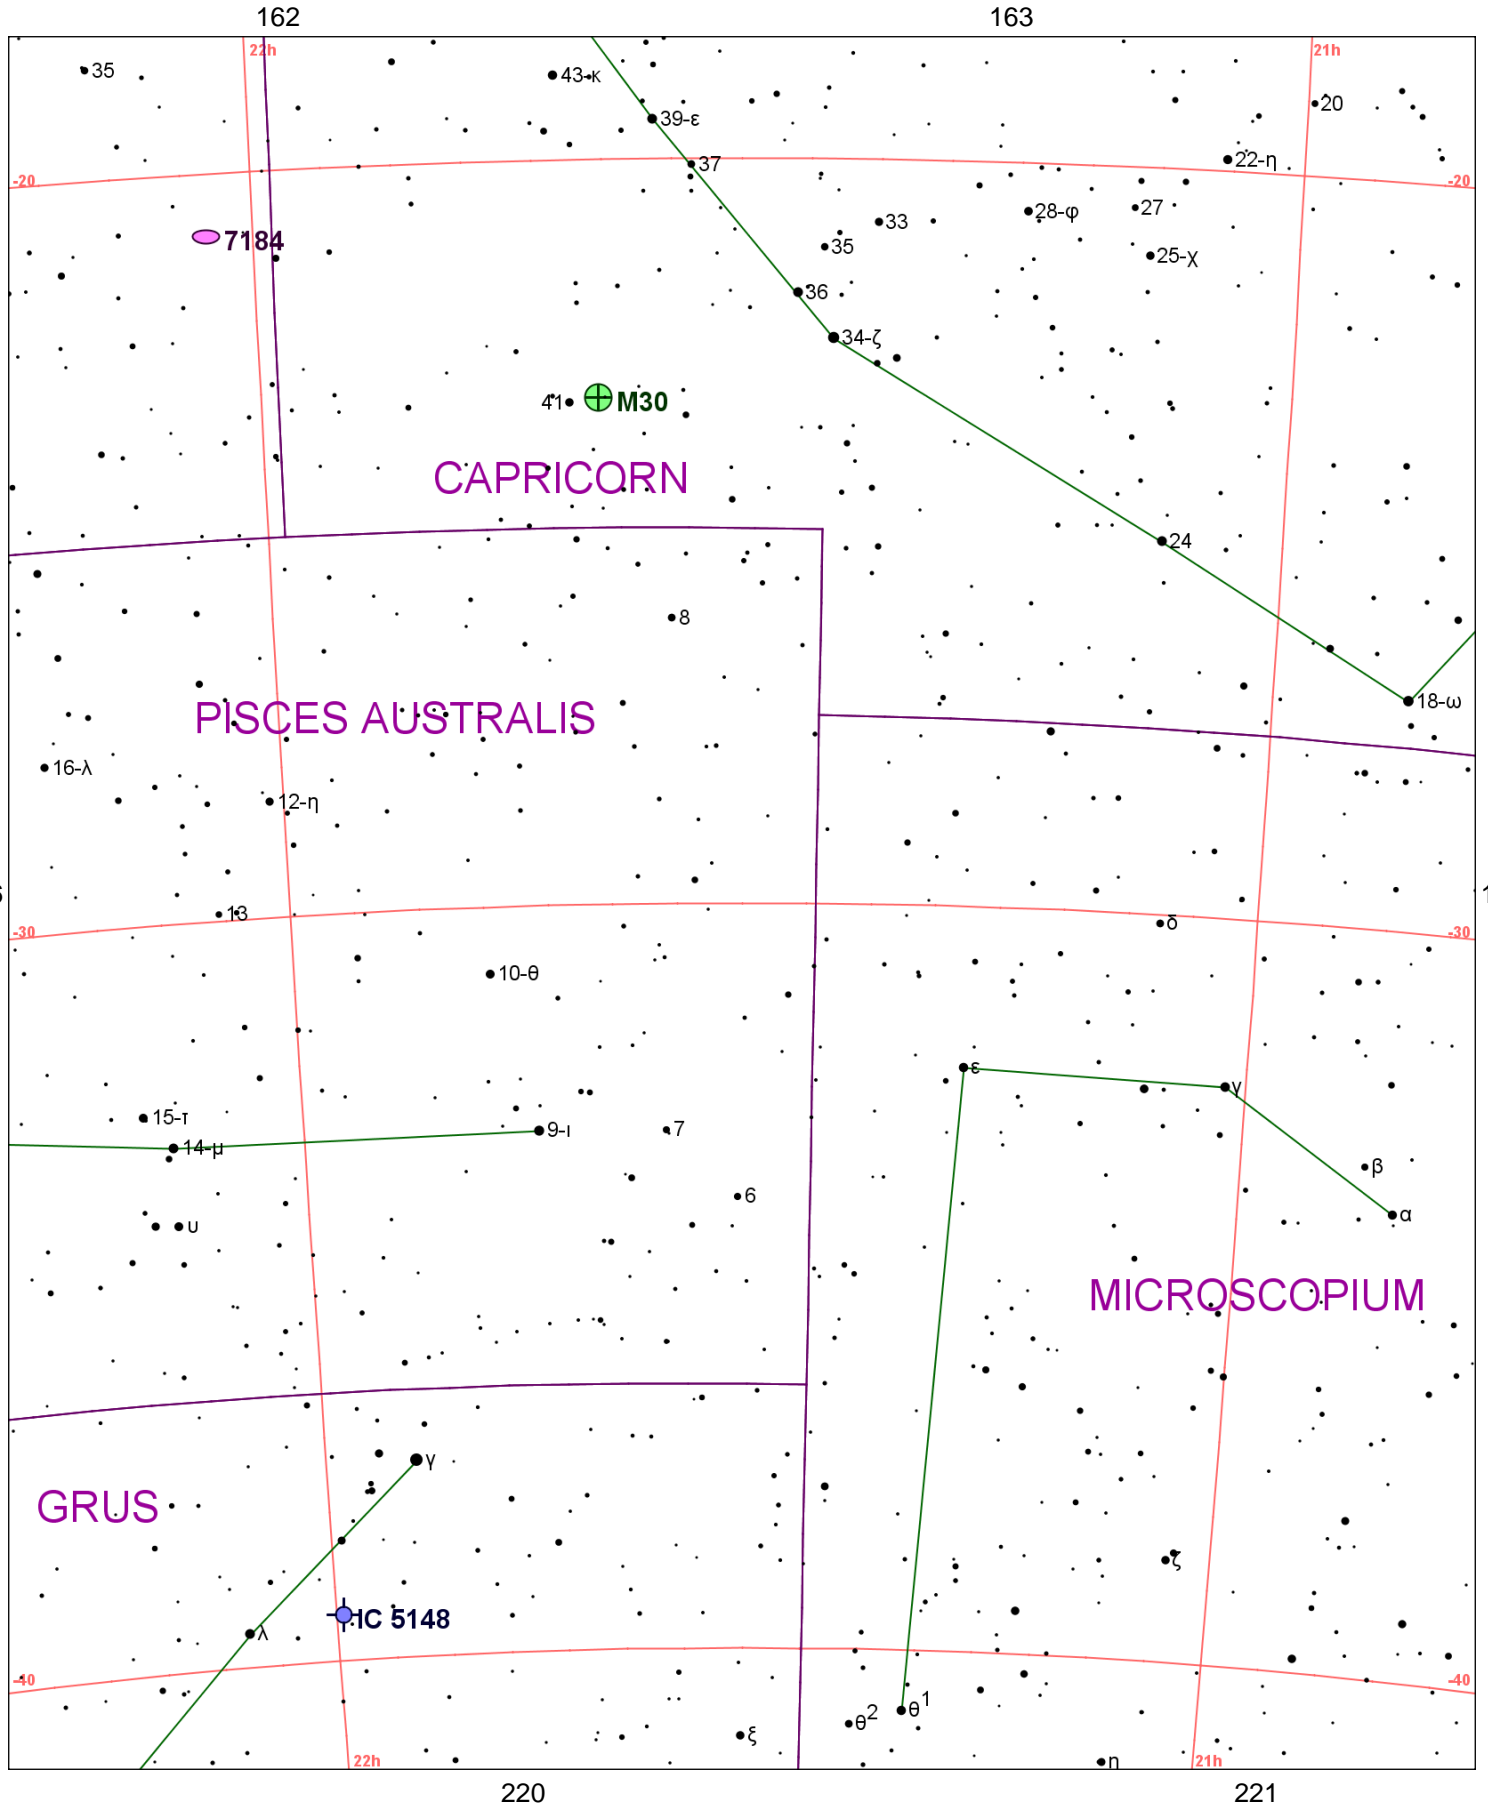 162
163
22h
21h
35
43-κ
20
39-ε
37
22-η
-20
-20
33
28-φ
27
7184
35
25-χ
36
34-ζ
41
M30
CAPRICORN
24
8
18-ω
PISCES AUSTRALIS
16-λ
12-η
13
δ
-30
-30
10-θ
ε
γ
15-τ
9-ι
7
14-μ
β
6
α
υ
MICROSCOPIUM
γ
GRUS
ζ
IC 5148
λ
-40
-40
θ1
θ2
ξ
22h
21h
η
220
221